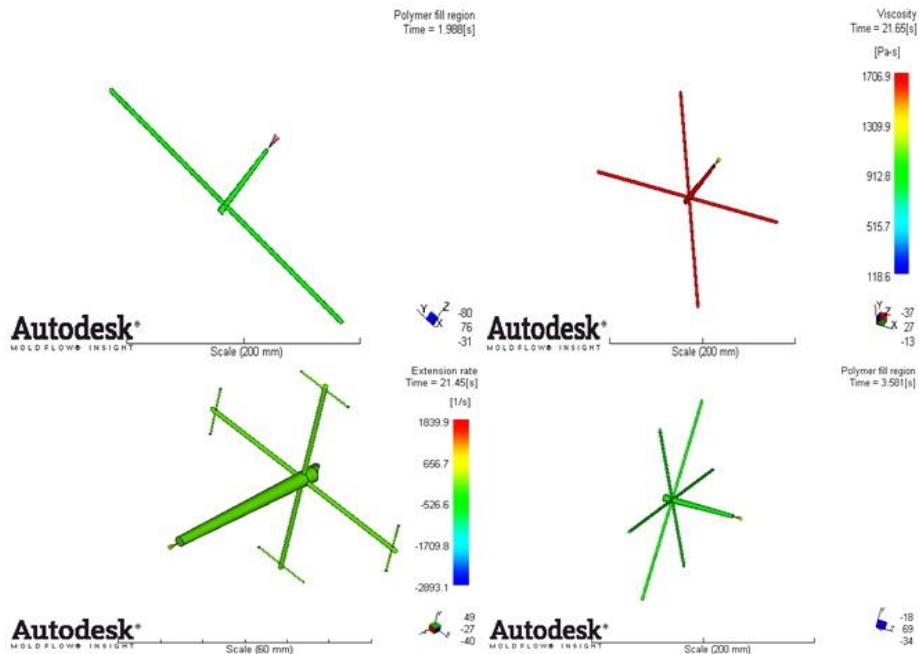 Polymer fill region
Time = 1.988[s]
Autodesk®
MOLDFLOW® INSIGHT
Scale (200 mm)
Y Z
X
-80
76
-31
Viscosity
Time = 21.65[s]
[Pa-s]
1706.9
1309.9
912.8
515.7
118.6
Autodesk®
MOLDFLOW® INSIGHT
Scale (200 mm)
Y
Z X
-37
27
-13
Extension rate
Time = 21.45[s]
[1/s]
1839.9
656.7
-526.6
-1709.8
-2893.1
Autodesk®
MOLDFLOW® INSIGHT
Scale (60 mm)
49
-27
-40
Polymer fill region
Time = 3.581[s]
Autodesk®
MOLDFLOW® INSIGHT
Scale (200 mm)
-18
69
-34